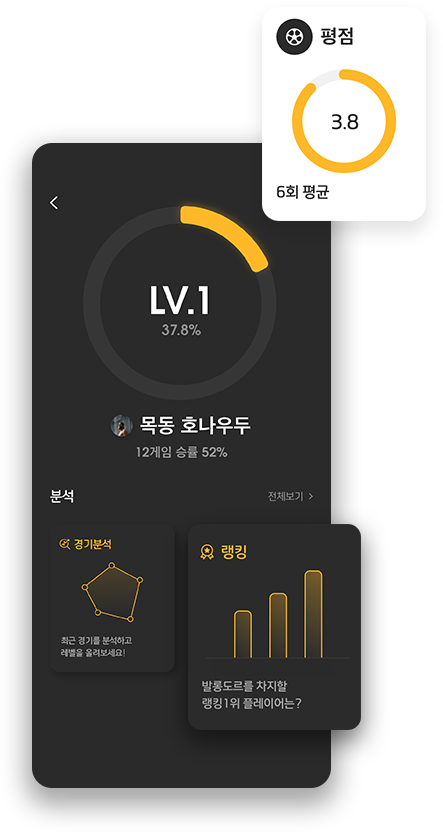 평점
3.8
6회 평균
LV.1
37.8%
목동 호나우두
12게임 승률 52%
분석
전체보기
경기분석
최근 경기를 분석하고
레벨을 올려보세요!
랭킹
발롱도르를 차지할
랭킹1위 플레이어는?